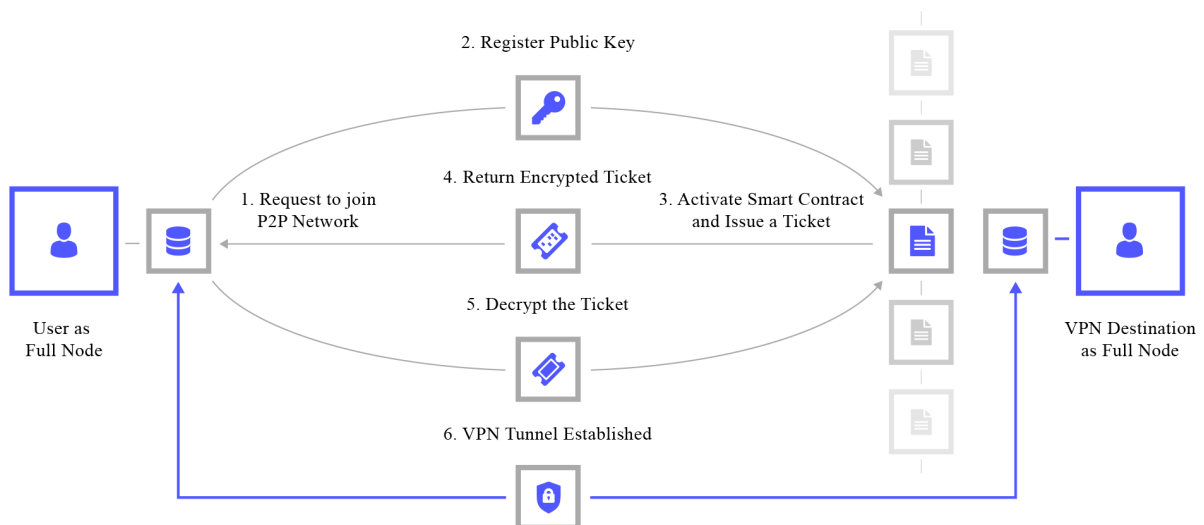 2. Register Public Key
4. Return Encrypted Ticket
1. Request to join
P2P Network
3. Activate Smart Contract
and Issue a Ticket
5. Decrypt the Ticket
User as
Full Node
VPN Destination
as Full Node
6. VPN Tunnel Established